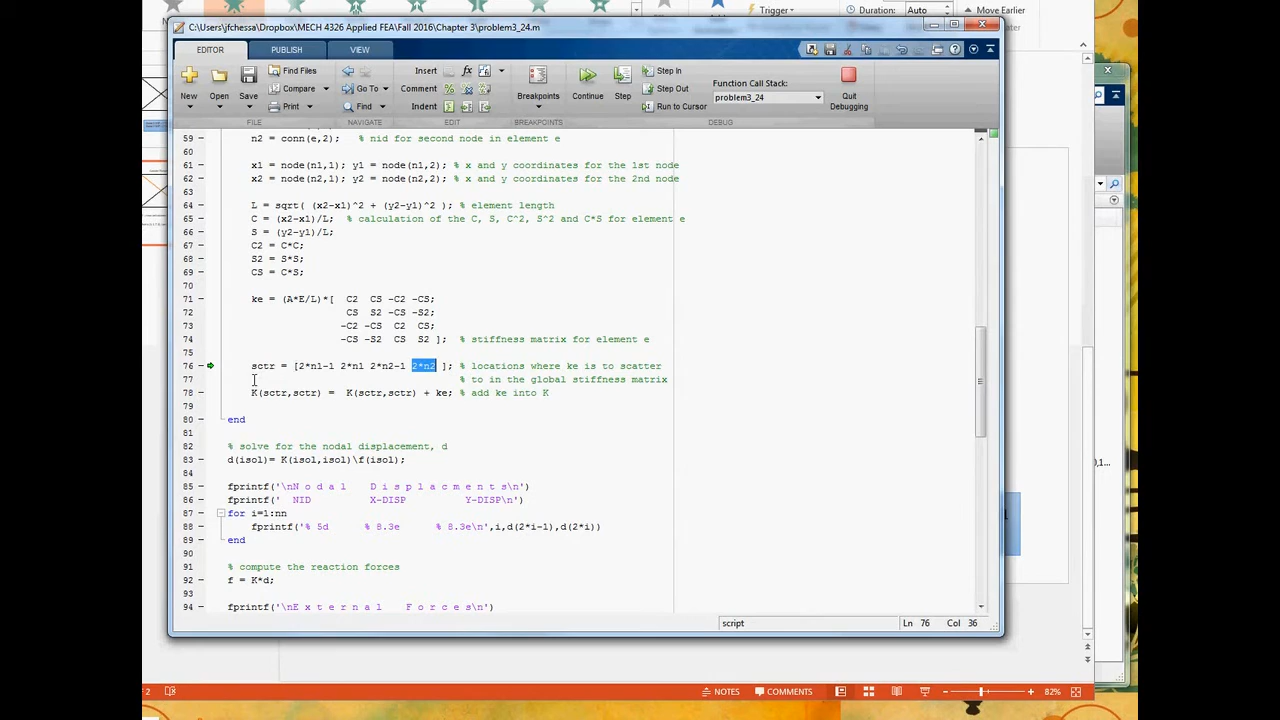 Trigger
Duration:
Auto
Move Earlier
C:\Users\jfchessa\Dropbox\MECH 4326 Applied FEA\Fall 2016\Chapter 3\problem3_24.m
EDITOR PUBLISH VIEW
New Open Save
Find Files
Compare
Print
Go To
Find
Insert fx
Comment
Indent
Breakpoints
Continue
Step
Step In
Step Out
Run to Cursor
Function Call Stack:
problem3_24
Quit
Debugging
FILE NAVIGATE EDIT BREAKPOINTS DEBUG
59 n2 = conn(e,2); % nid for second node in element e
60
61 x1 = node(n1,1); y1 = node(n1,2); % x and y coordinates for the 1st node
62 x2 = node(n2,1); y2 = node(n2,2); % x and y coordinates for the 2nd node
63
64 L = sqrt( (x2-x1)^2 + (y2-y1)^2 ); % element length
65 C = (x2-x1)/L; % calculation of the C, S, C^2, S^2 and C*S for element e
66 S = (y2-y1)/L;
67 C2 = C*C;
68 S2 = S*S;
69 CS = C*S;
70
71 ke = (A*E/L)*[ C2 CS -C2 -CS;
72 CS S2 -CS -S2;
73 -C2 -CS C2 CS;
74 -CS -S2 CS S2 ]; % stiffness matrix for element e
75
76 sctr = [2*n1-1 2*n1 2*n2-1 2*n2 ]; % locations where ke is to scatter
77 % to in the global stiffness matrix
78 K(sctr,sctr) = K(sctr,sctr) + ke; % add ke into K
79
80 end
81
82 % solve for the nodal displacement, d
83 d(isol)= K(isol,isol)\f(isol);
84
85 fprintf('\nN o d a l D i s p l a c m e n t s\n')
86 fprintf(' NID X-DISP Y-DISP\n')
87 for i=1:nn
88 fprintf('% 5d % 8.3e % 8.3e\n',i,d(2*i-1),d(2*i))
89 end
90
91 % compute the reaction forces
92 f = K*d;
93
94 fprintf('\nE x t e r n a l F o r c e s\n')
script Ln 76 Col 36
NOTES COMMENTS 82%